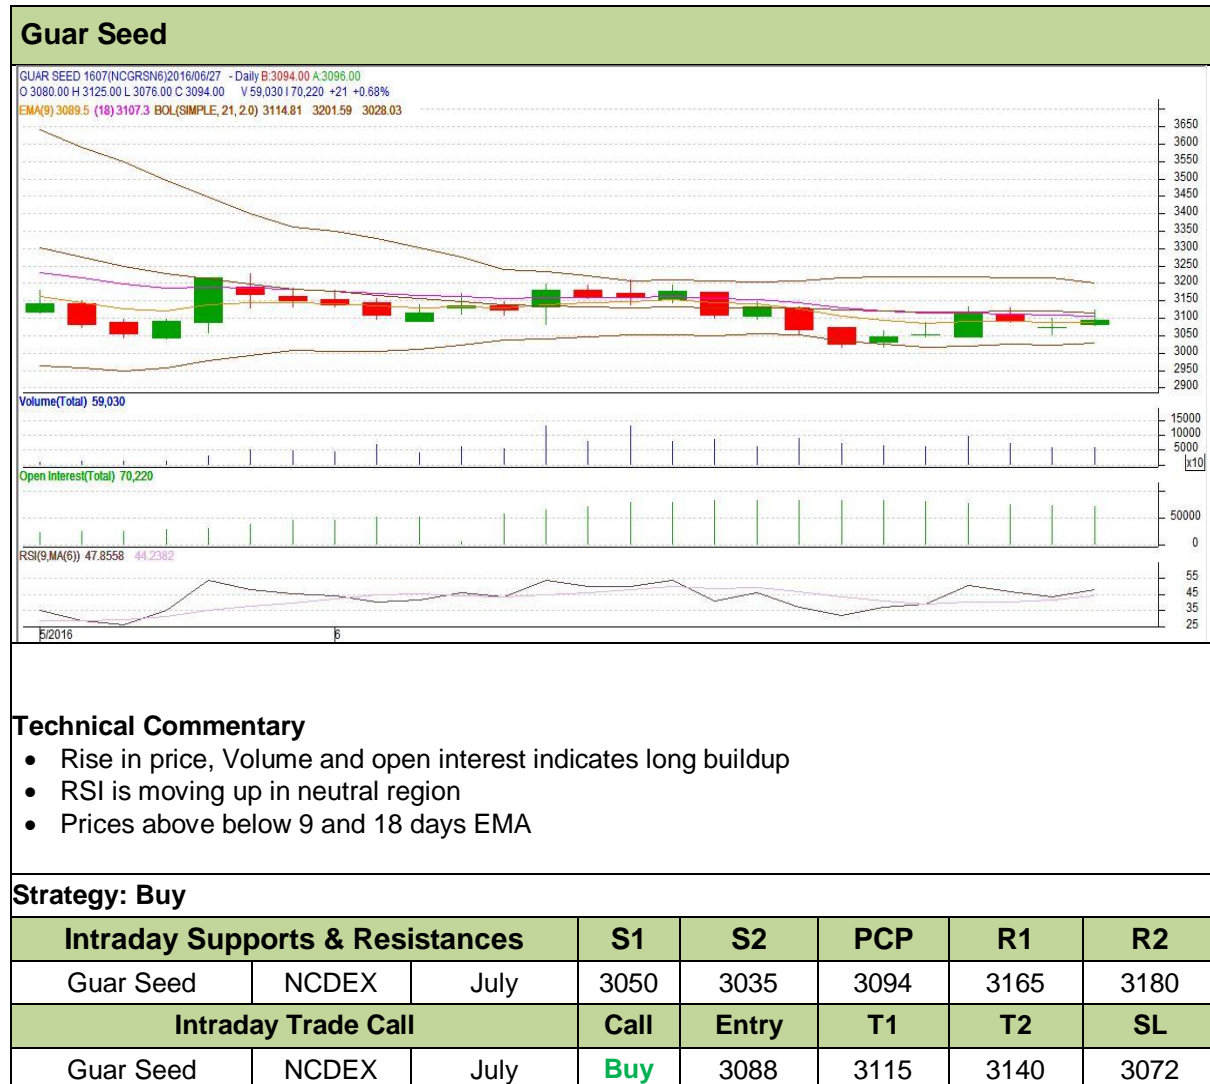 Guar Seed
GUAR SEED 1607(NCGRSN6)2016/06/27 - Daily B:3094.00 A:3096.00
O 3080.00 H 3125.00 L 3076.00 C 3094.00 V 59,030 I 70,220 +21 +0.68%
EMA(9) 3089.5 (18) 3107.3 BOL(SIMPLE, 21, 2.0) 3114.81 3201.59 3028.03
3650
3600
3550
3500
3450
3400
3350
3300
3250
3200
3150
3100
3050
3000
2950
2900
Volume(Total) 59,030
15000
10000
5000
x10
Open Interest(Total) 70,220
50000
0
RSI(9,MA(6)) 47.8558 44.2382
55
45
35
25
5/2016 6
Technical Commentary
• Rise in price, Volume and open interest indicates long buildup
• RSI is moving up in neutral region
• Prices above below 9 and 18 days EMA
Strategy: Buy
Intraday Supports & Resistances S1 S2 PCP R1 R2
Guar Seed NCDEX July 3050 3035 3094 3165 3180
Intraday Trade Call Call Entry T1 T2 SL
Guar Seed NCDEX July Buy 3088 3115 3140 3072